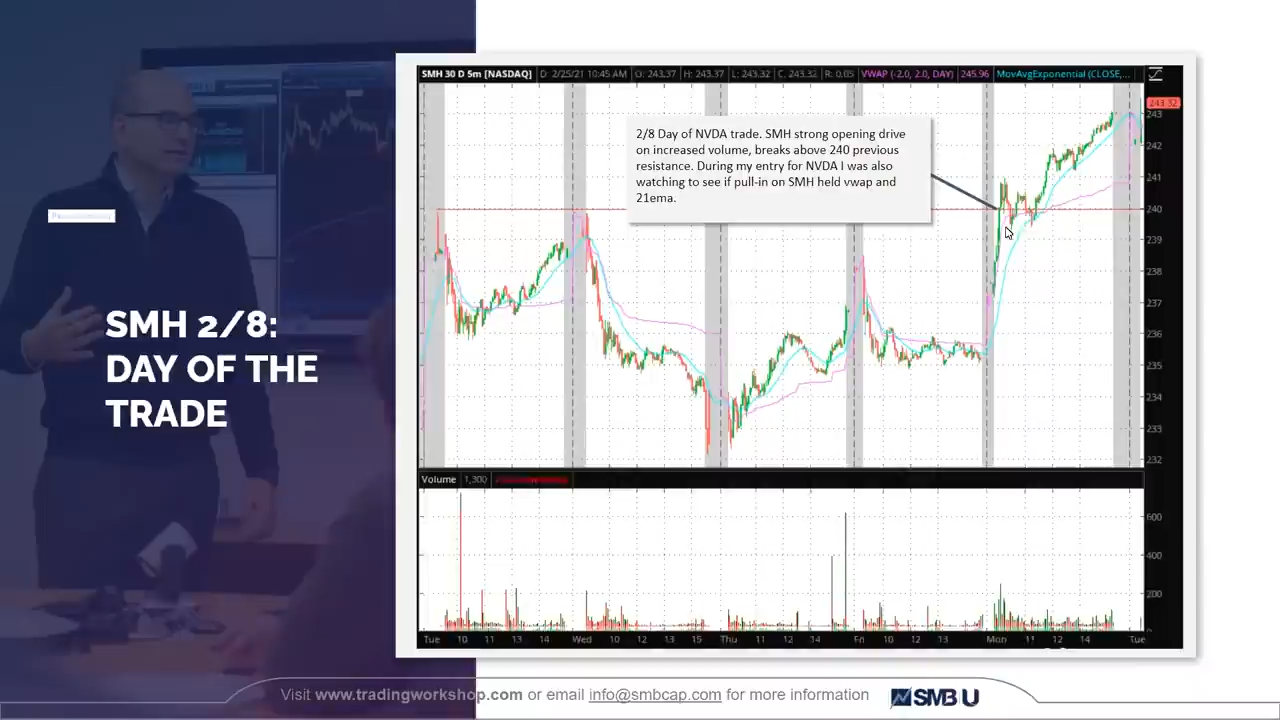 SMH 30 D 5m [NASDAQ] D: 2/25/21 10:45 AM O: 243.37 H: 243.37 L: 243.32 C: 243.32 R: 0.05 VWAP (-2.0, 2.0, DAY) 245.96 MovAvgExponential (CLOSE,...
243.32
243
242
241
240
239
238
237
236
235
234
233
232
2/8 Day of NVDA trade. SMH strong opening drive
on increased volume, breaks above 240 previous
resistance. During my entry for NVDA I was also
watching to see if pull-in on SMH held vwap and
21ema.
SMH 2/8:
DAY OF THE
TRADE
Volume 1,300
600
400
200
Tue 10 11 13 14 Wed 10 12 13 15 Thu 11 12 14 Fri 10 12 13 Mon 11 12 14 Tue
Visit www.tradingworkshop.com or email info@smbcap.com for more information
SMB U